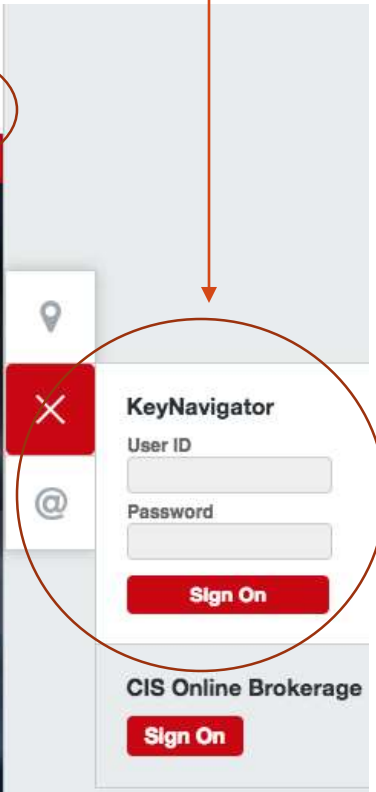 KeyNavigator
User ID
@
Password
Sign On
CIS Online Brokerage
Sign On